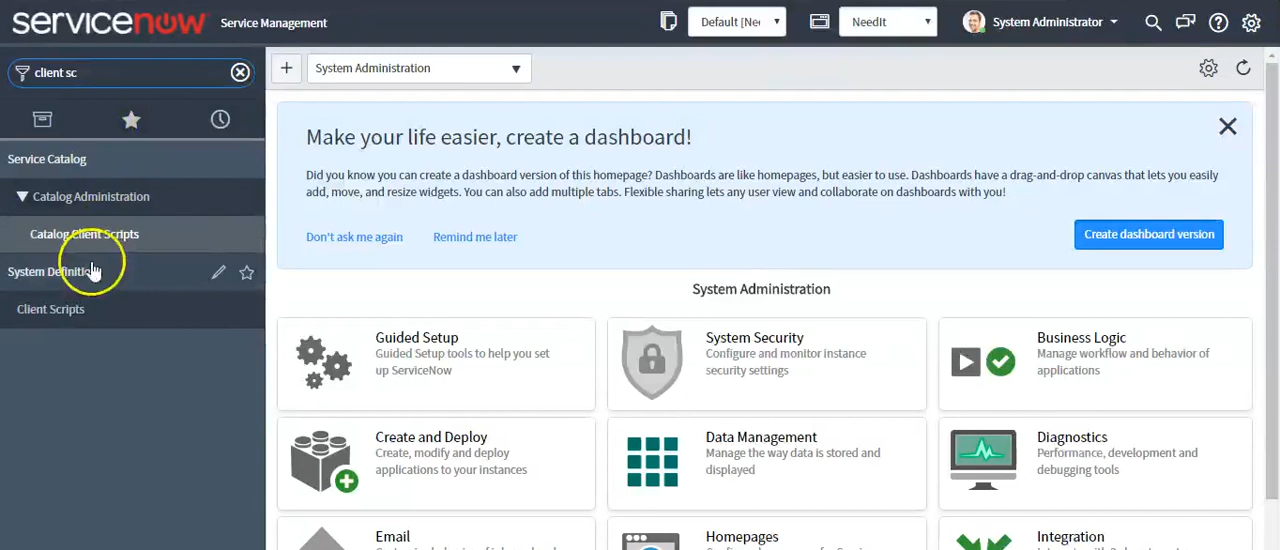 servicenow Service Management
Default [Ne NeedIt System Administrator
client sc
System Administration
Service Catalog
Catalog Administration
Catalog Client Scripts
System Definition
Client Scripts
Make your life easier, create a dashboard!
Did you know you can create a dashboard version of this homepage? Dashboards are like homepages, but easier to use. Dashboards have a drag-and-drop canvas that lets you easily
add, move, and resize widgets. You can also add multiple tabs. Flexible sharing lets any user view and collaborate on dashboards with you!
Don't ask me again Remind me later Create dashboard version
System Administration
Guided Setup
Guided Setup tools to help you set
up ServiceNow
System Security
Configure and monitor instance
security settings
Business Logic
Manage workflow and behavior of
applications
Create and Deploy
Create, modify and deploy
applications to your instances
Data Management
Manage the way data is stored and
displayed
Diagnostics
Performance, development and
debugging tools
Email
Homepages
Integration